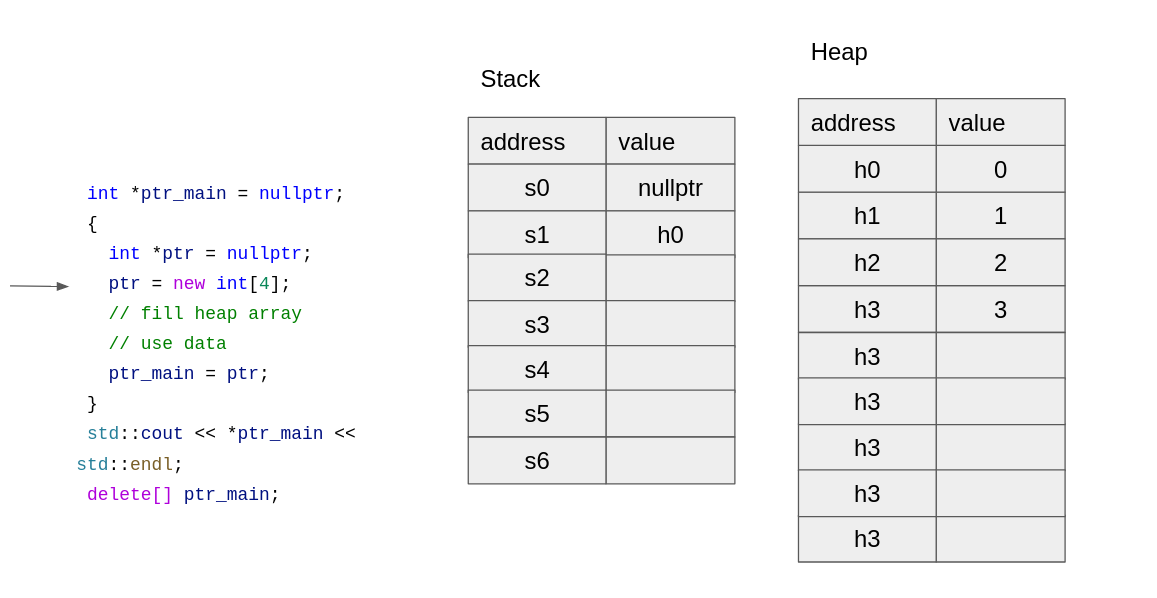 int *ptr_main = nullptr;
{
int *ptr = nullptr;
ptr = new int[4];
// fill heap array
// use data
ptr_main = ptr;
}
std::cout << *ptr_main <<
std::endl;
delete[] ptr_main;
Stack
address value
s0 nullptr
s1 h0
s2
s3
s4
s5
s6
Heap
address value
h0 0
h1 1
h2 2
h3 3
h3
h3
h3
h3
h3